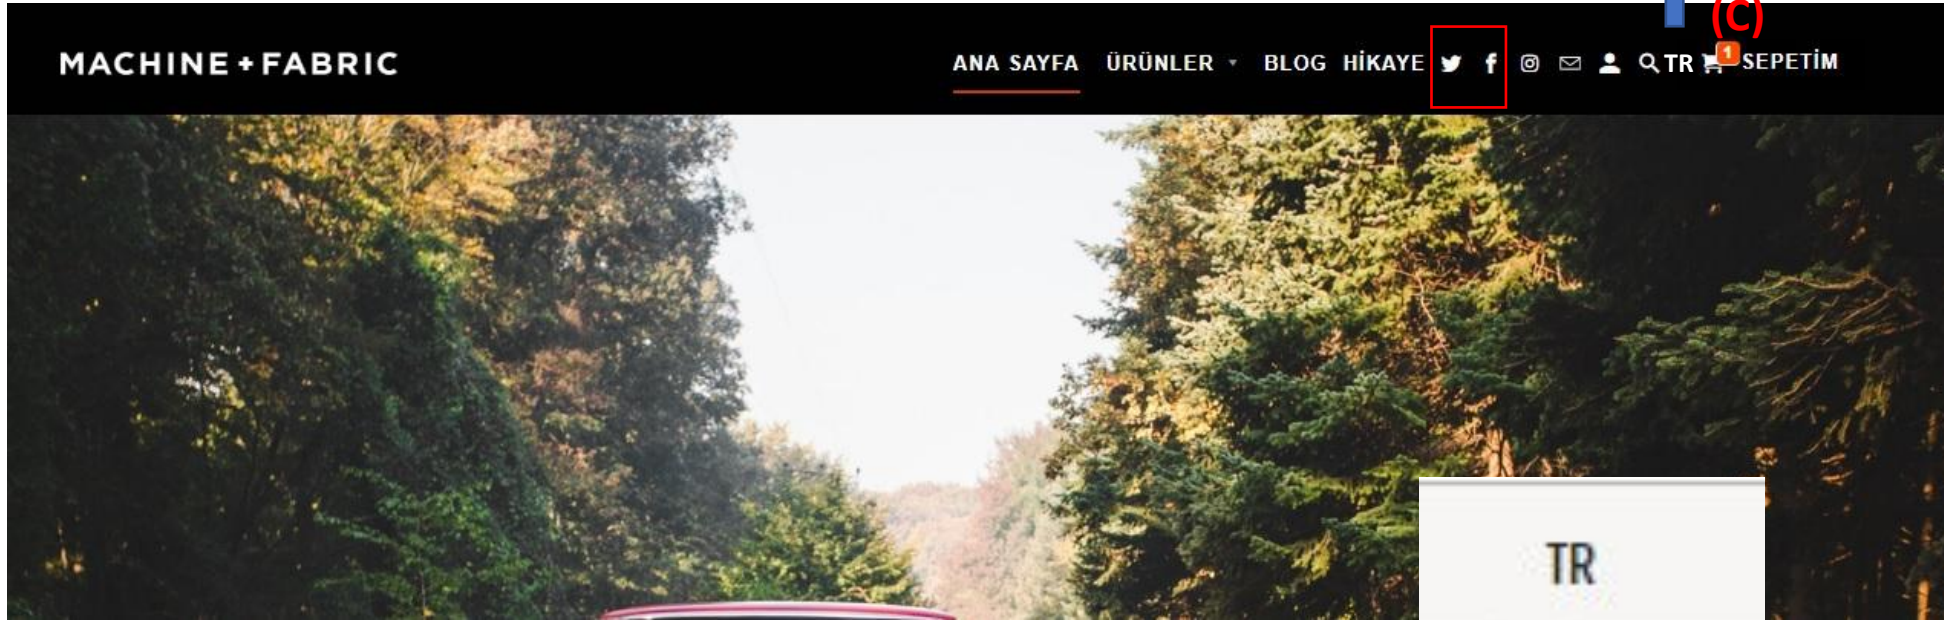 (C)
MACHINE + FABRIC ANA SAYFA ÜRÜNLER BLOG HİKAYE TR 1 SEPETİM
TR